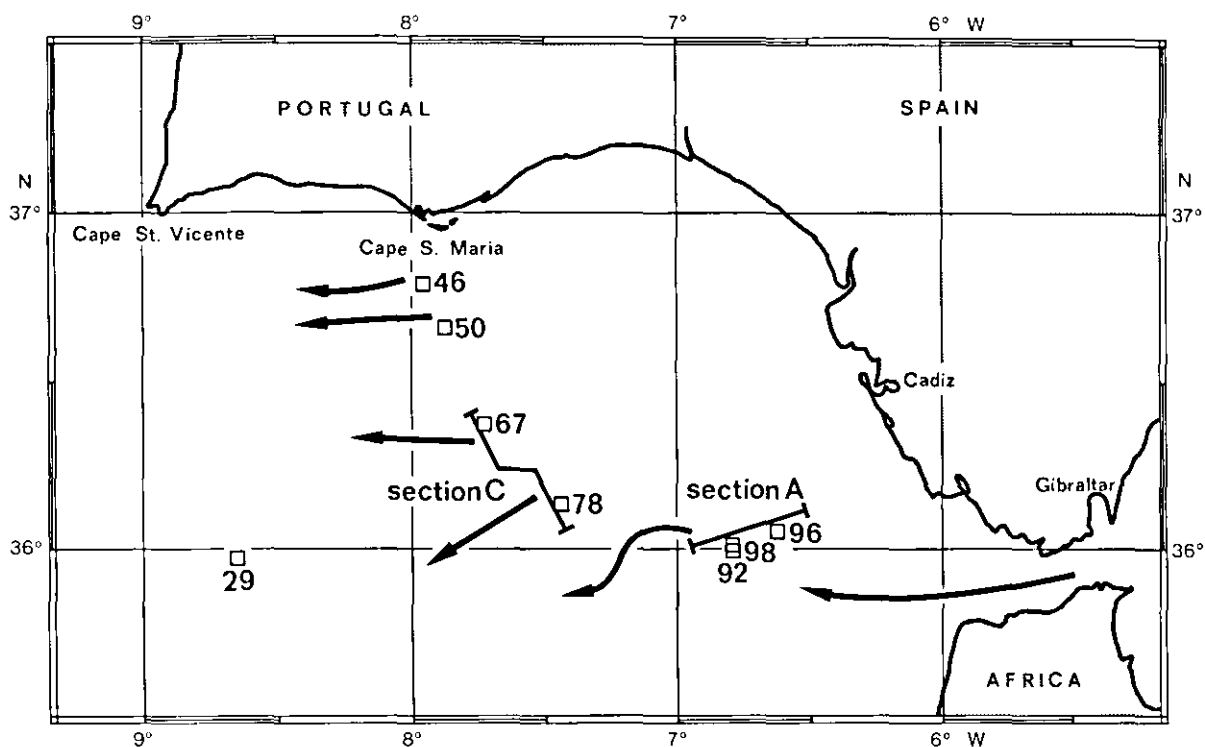 9° 8° 7° 6° W
PORTUGAL SPAIN
N N
37° 37°
Cape St. Vicente Cape S. Maria
46
50
Cadiz
67
section C 78 section A Gibraltar
96
36° 98 36°
29 92
AFRICA
9° 8° 7° 6° W